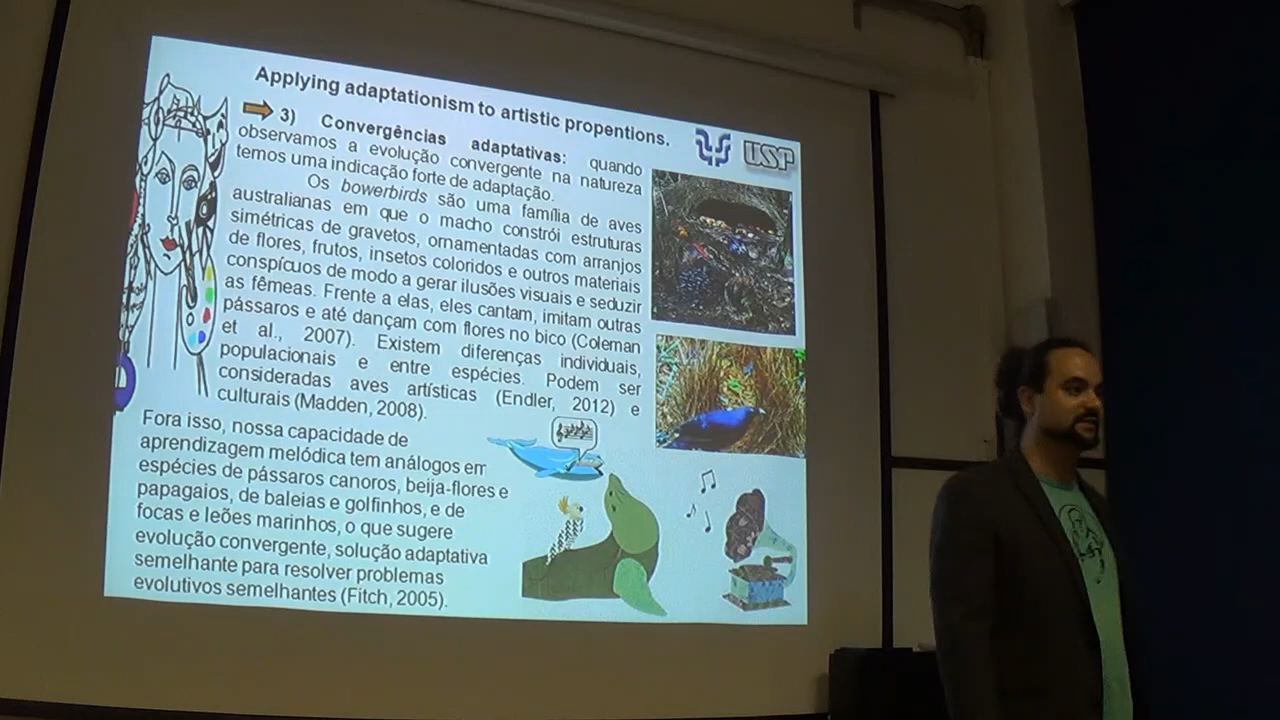 Applying adaptationism to artistic propentions.
3) Convergências adaptativas: quando
observamos a evolução convergente na natureza
temos uma indicação forte de adaptação.
Os bowerbirds são uma família de aves
australianas em que o macho constrói estruturas
simétricas de gravetos, ornamentadas com arranjos
de flores, frutos, insetos coloridos e outros materiais
conspícuos de modo a gerar ilusões visuais e seduzir
as fêmeas. Frente a elas, eles cantam, imitam outras
pássaros e até dançam com flores no bico (Coleman
et al., 2007). Existem diferenças individuais,
populacionais e entre espécies. Podem ser
consideradas aves artísticas (Endler, 2012) e
culturais (Madden, 2008).
Fora isso, nossa capacidade de
aprendizagem melódica tem análogos em
espécies de pássaros canoros, beija-flores e
papagaios, de baleias e golfinhos, e de
focas e leões marinhos, o que sugere
evolução convergente, solução adaptativa
semelhante para resolver problemas
evolutivos semelhantes (Fitch, 2005).
USP